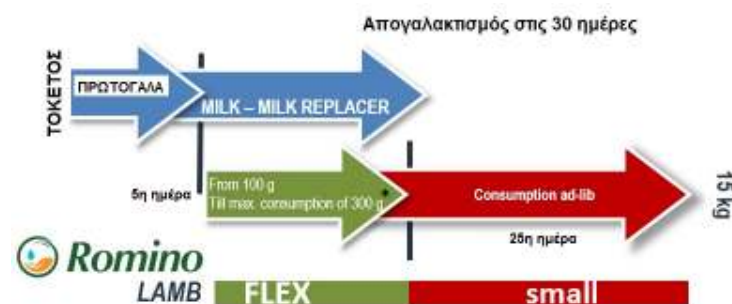 Απογαλακτισμός στις 30 ημέρες
ΤΟΚΕΤΟΣ
ΠΡΩΤΟΓΑΛΑ
MILK – MILK REPLACER
5η ημέρα
From 100 g
Till max. consumption of 300 g
Consumption ad-lib
25η ημέρα
15 kg
Romino
LAMB
FLEX
small